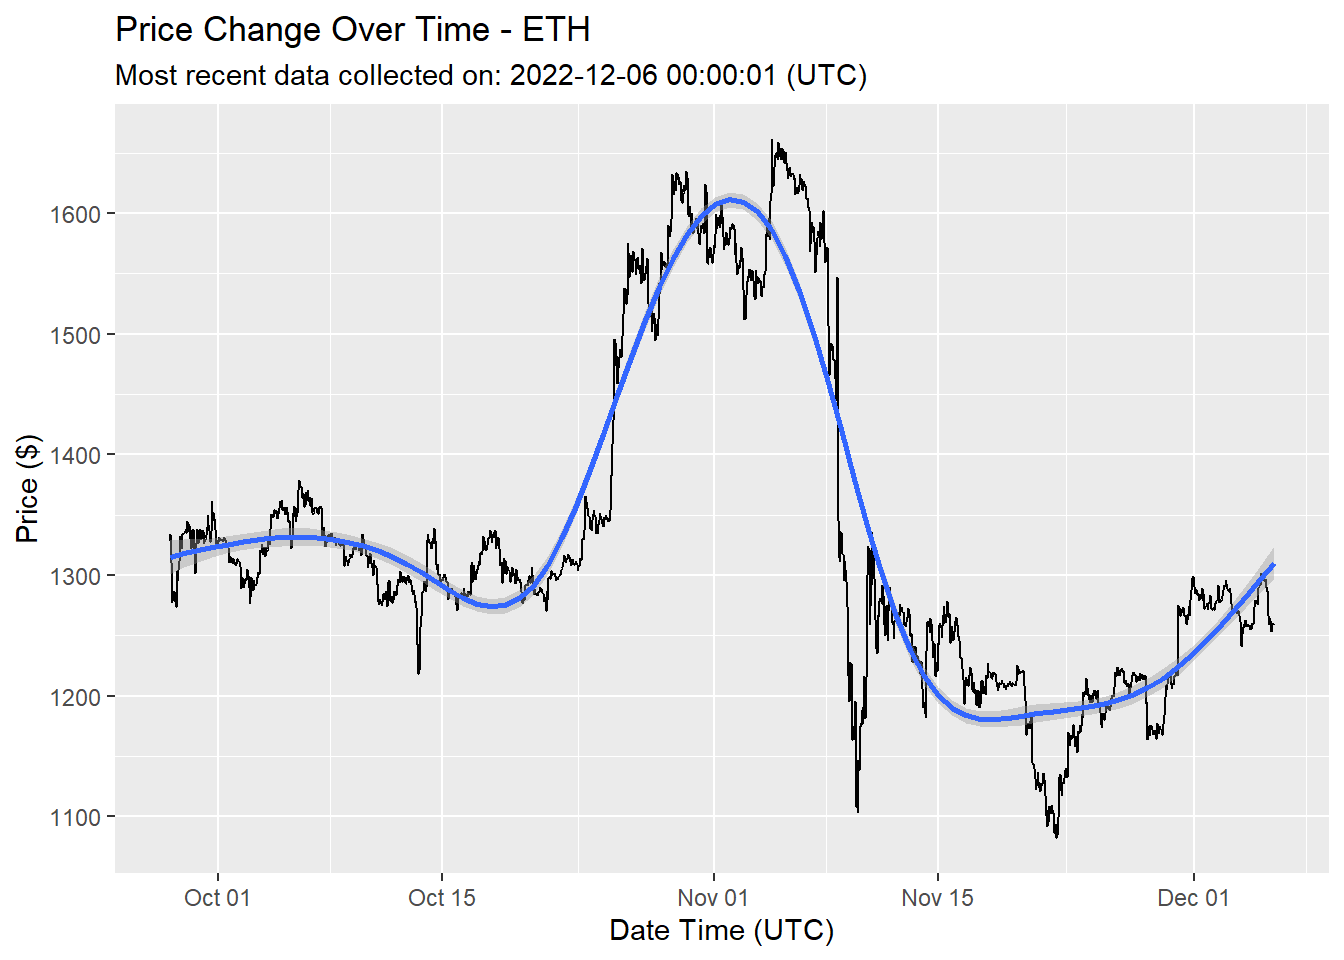 Price Change Over Time - ETH
Most recent data collected on: 2022-12-06 00:00:01 (UTC)
Price ($)
1600
1500
1400
1300
1200
1100
Oct 01
Oct 15
Nov 01
Nov 15
Dec 01
Date Time (UTC)